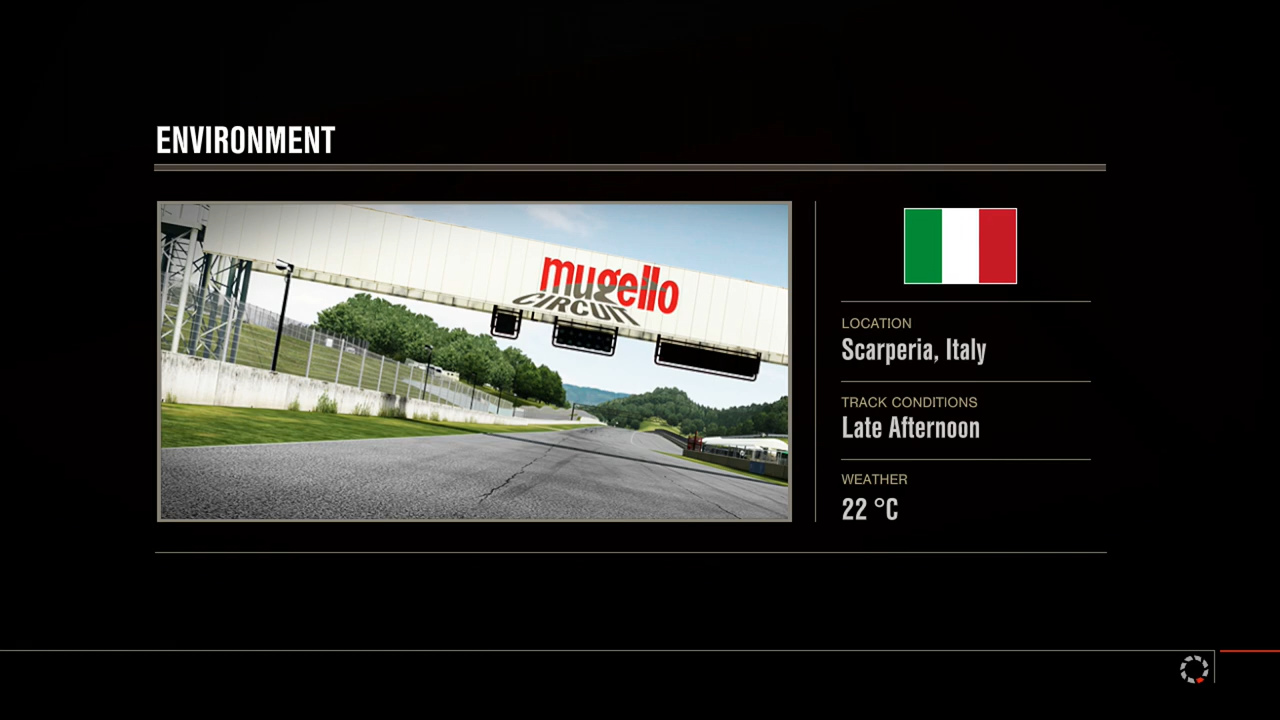 ENVIRONMENT
mugello
CIRCUIT
LOCATION
Scarperia, Italy
TRACK CONDITIONS
Late Afternoon
WEATHER
22 °C